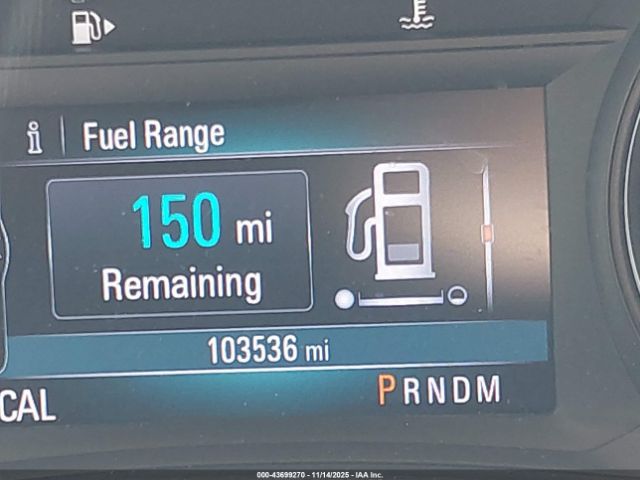 i Fuel Range
150 mi
Remaining
103536 mi
CAL
PRNDM
000-43699270 - 11/14/2025 - IAA Inc.